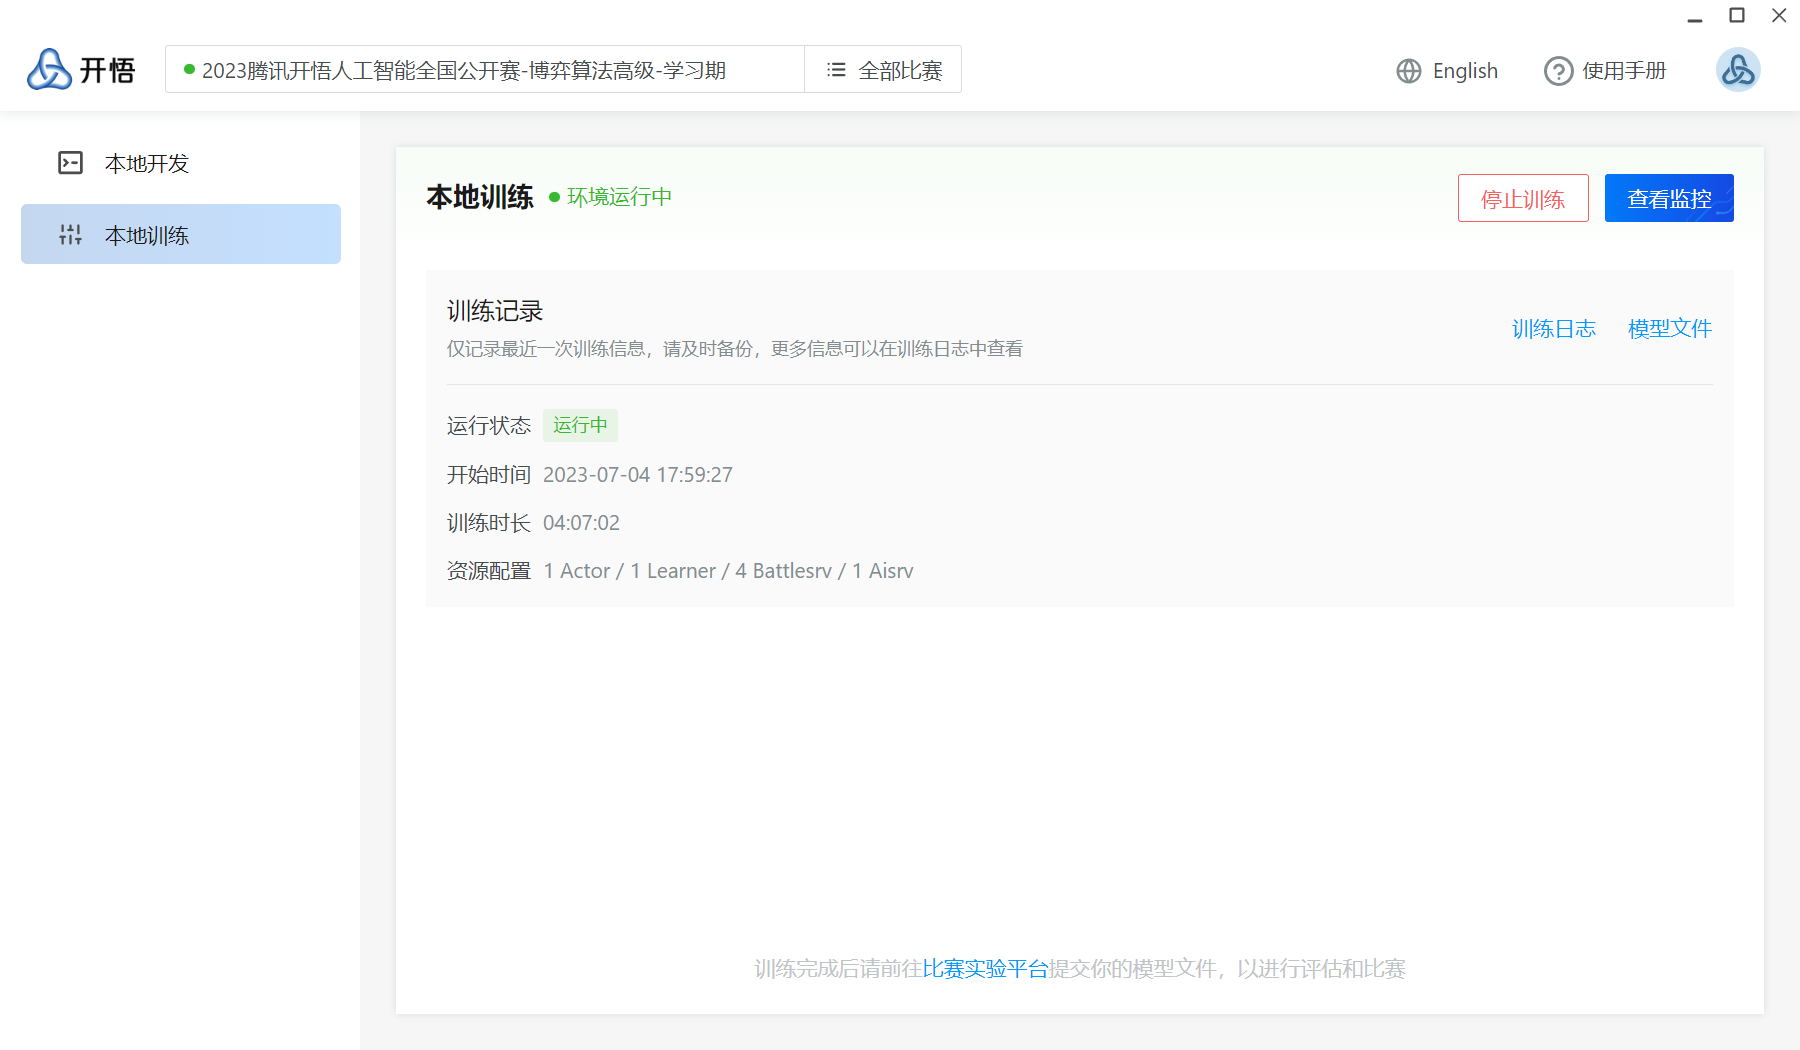 开悟
2023腾讯开悟人工智能全国公开赛-博弈算法高级-学习期
全部比赛
English
使用手册
本地开发
本地训练
本地训练
环境运行中
停止训练
查看监控
训练记录
仅记录最近一次训练信息，请及时备份，更多信息可以在训练日志中查看
训练日志
模型文件
运行状态 运行中
开始时间 2023-07-04 17:59:27
训练时长 04:07:02
资源配置 1 Actor / 1 Learner / 4 Battlesrv / 1 Aisrv
训练完成后请前往比赛实验平台提交你的模型文件，以进行评估和比赛